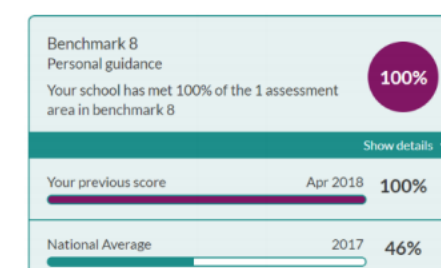 Benchmark 8
Personal guidance
Your school has met 100% of the 1 assessment
area in benchmark 8
100%
Show details
Your previous score Apr 2018 100%
National Average 2017 46%